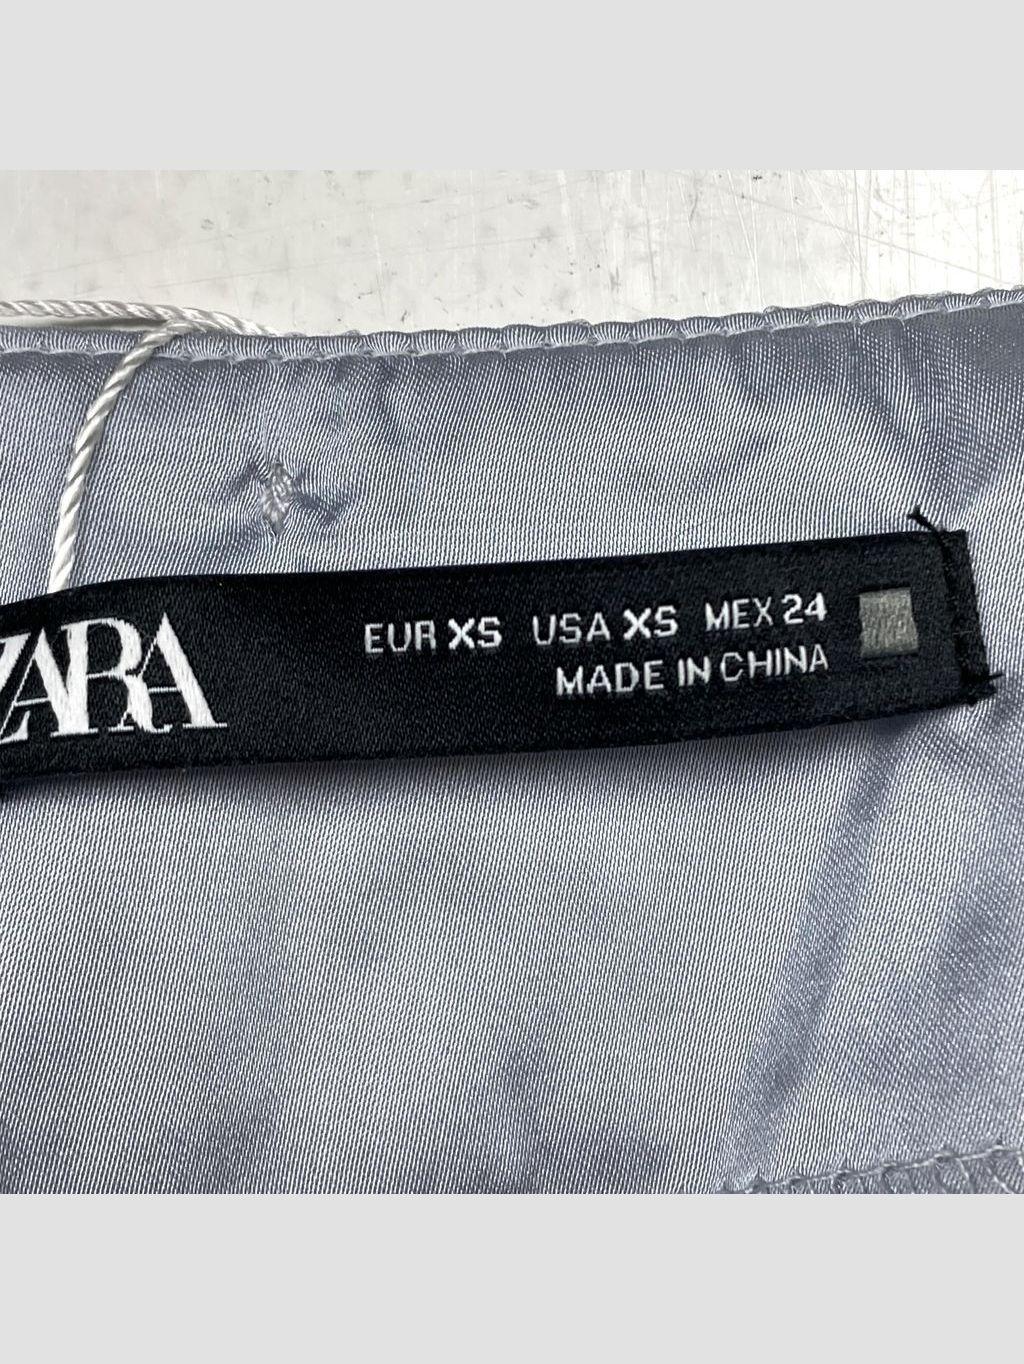 ZARA
EUR XS USA XS MEX 24
MADE IN CHINA